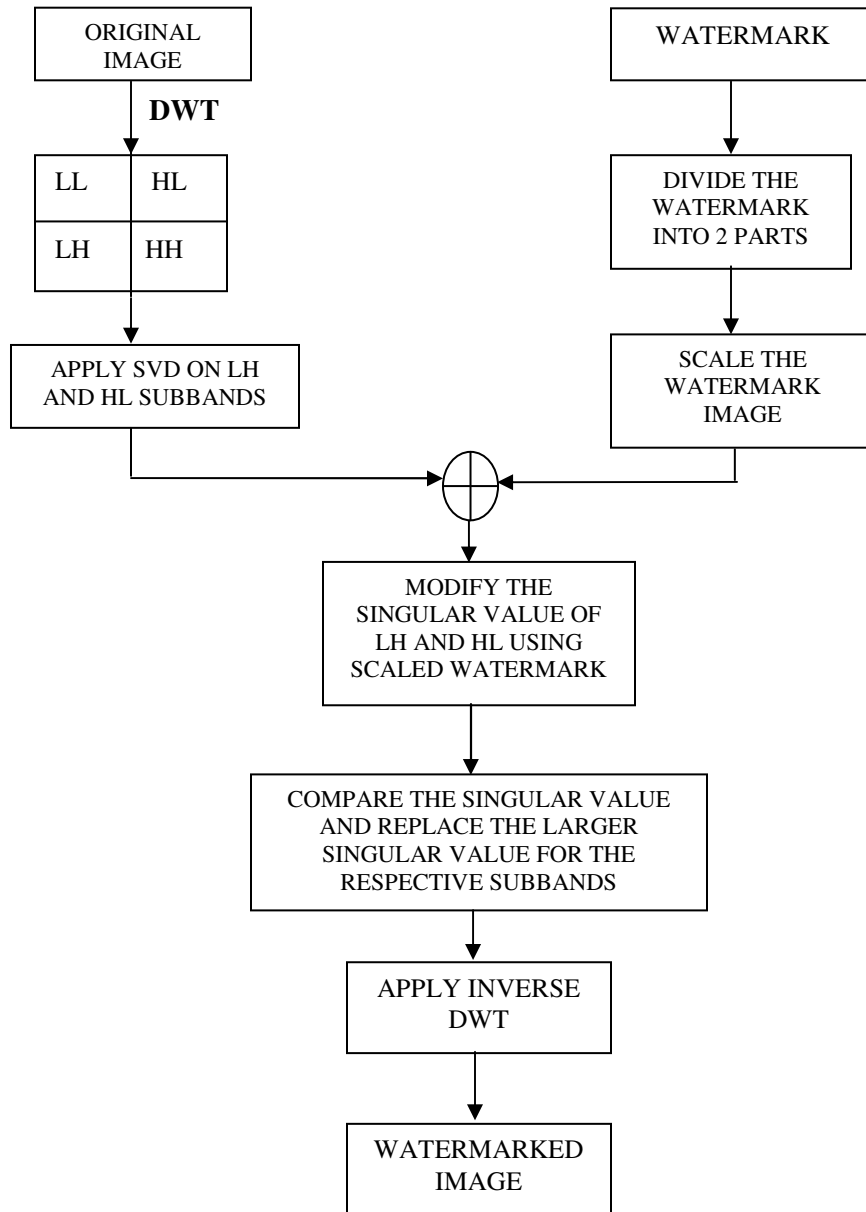 ORIGINAL
IMAGE
WATERMARK
DWT
LL HL
LH HH
DIVIDE THE
WATERMARK
INTO 2 PARTS
APPLY SVD ON LH
AND HL SUBBANDS
SCALE THE
WATERMARK
IMAGE
MODIFY THE
SINGULAR VALUE OF
LH AND HL USING
SCALED WATERMARK
COMPARE THE SINGULAR VALUE
AND REPLACE THE LARGER
SINGULAR VALUE FOR THE
RESPECTIVE SUBBANDS
APPLY INVERSE
DWT
WATERMARKED
IMAGE